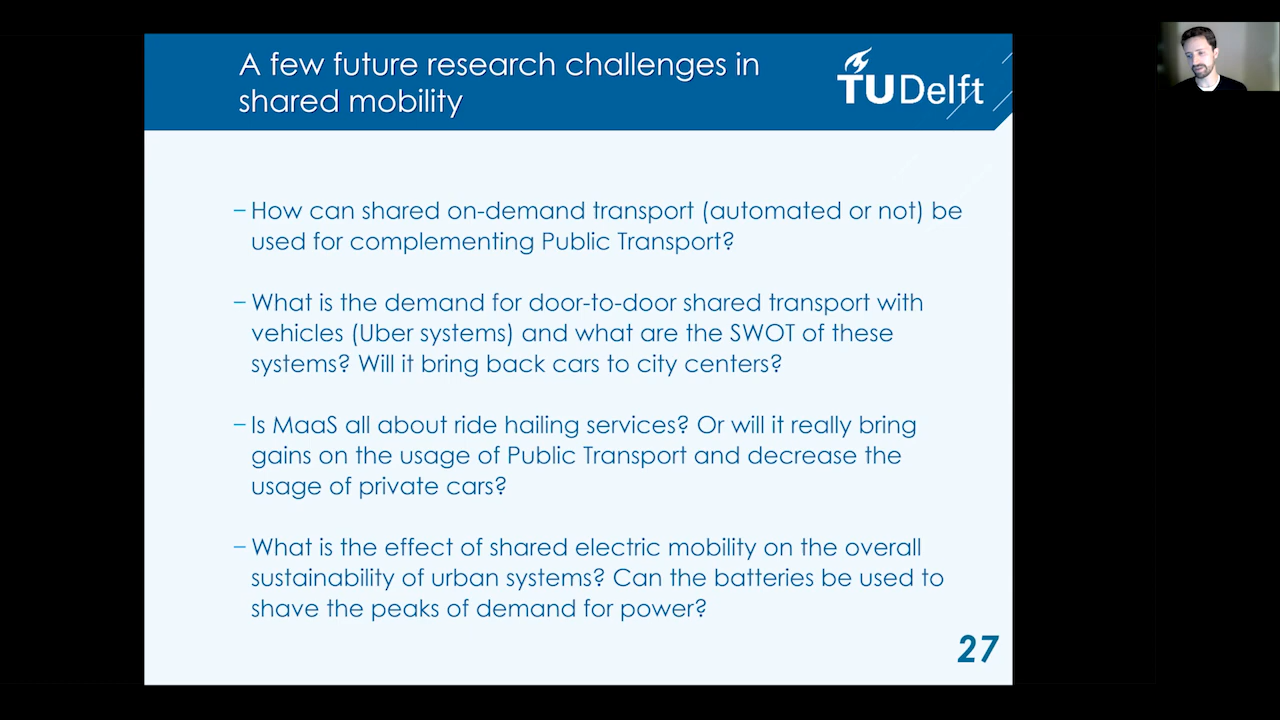 A few future research challenges in
shared mobility
TUDelft
– How can shared on-demand transport (automated or not) be
used for complementing Public Transport?
– What is the demand for door-to-door shared transport with
vehicles (Uber systems) and what are the SWOT of these
systems? Will it bring back cars to city centers?
– Is MaaS all about ride hailing services? Or will it really bring
gains on the usage of Public Transport and decrease the
usage of private cars?
– What is the effect of shared electric mobility on the overall
sustainability of urban systems? Can the batteries be used to
shave the peaks of demand for power?
27